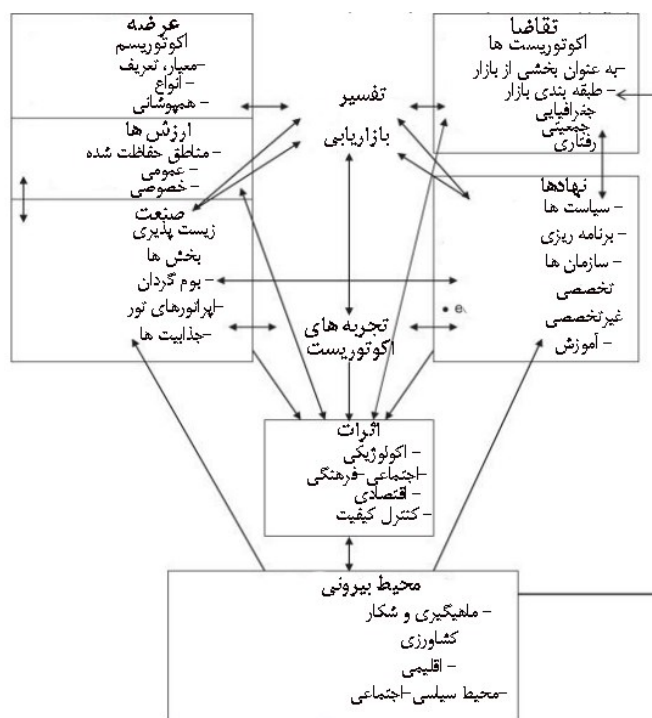 عرضه
اکوتوریسم
-معیار، تعریف
-انواع
-همپوشانی
ارزش ها
-مناطق حفاظت شده
-عمومی
-خصوصی
صنعت
زیست پذیری
بخش ها
-بوم گردان
-اپراتورهای تور
-جذابیت ها
تفسیر
بازاریابی
تجربه های
اکوتوریست
تقاضا
اکوتوریست ها
-به عنوان بخشی از بازار
- طبقه بندی بازار
جغرافیایی
جمعیتی
رفتاری
نهادها
- سیاست ها
- برنامه ریزی
- سازمان ها
تخصصی
غیرتخصصی
- آموزش
اثرات
- اکولوژیکی
-اجتماعی-فرهنگی
- اقتصادی
- کنترل کیفیت
محیط بیرونی
- ماهیگیری و شکار
کشاورزی
- اقلیمی
-محیط سیاسی-اجتماعی